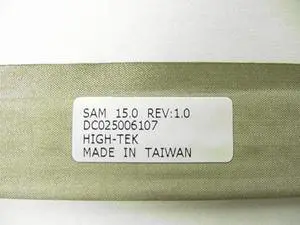 SAM 15.0 REV:1.0
DC025006107
HIGH-TEK
MADE IN TAIWAN